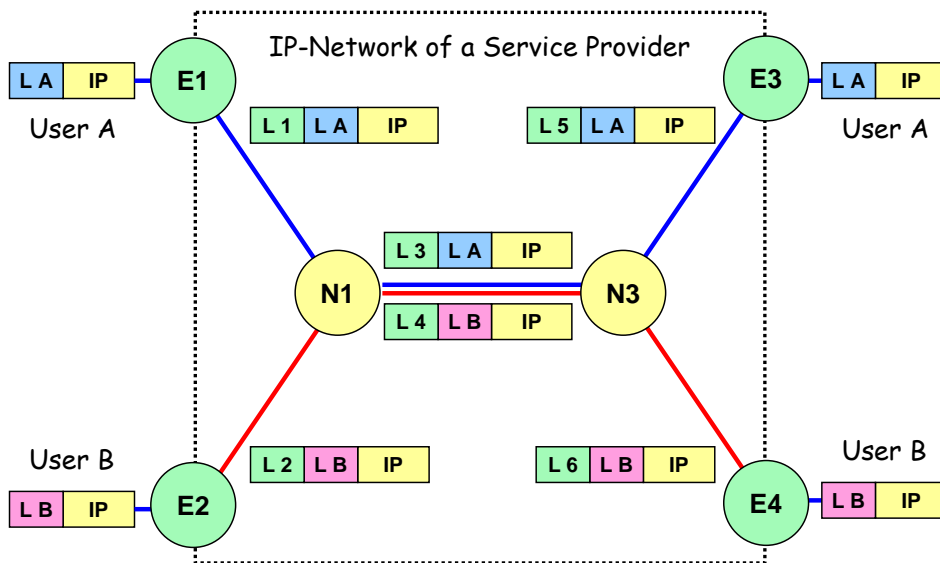 IP-Network of a Service Provider
L A IP
E1
E3
L A IP
User A
L 1 L A IP
L 5 L A IP
User A
L 3 L A IP
N1
N3
L 4 L B IP
User B
L 2 L B IP
L 6 L B IP
User B
L B IP
E2
E4
L B IP